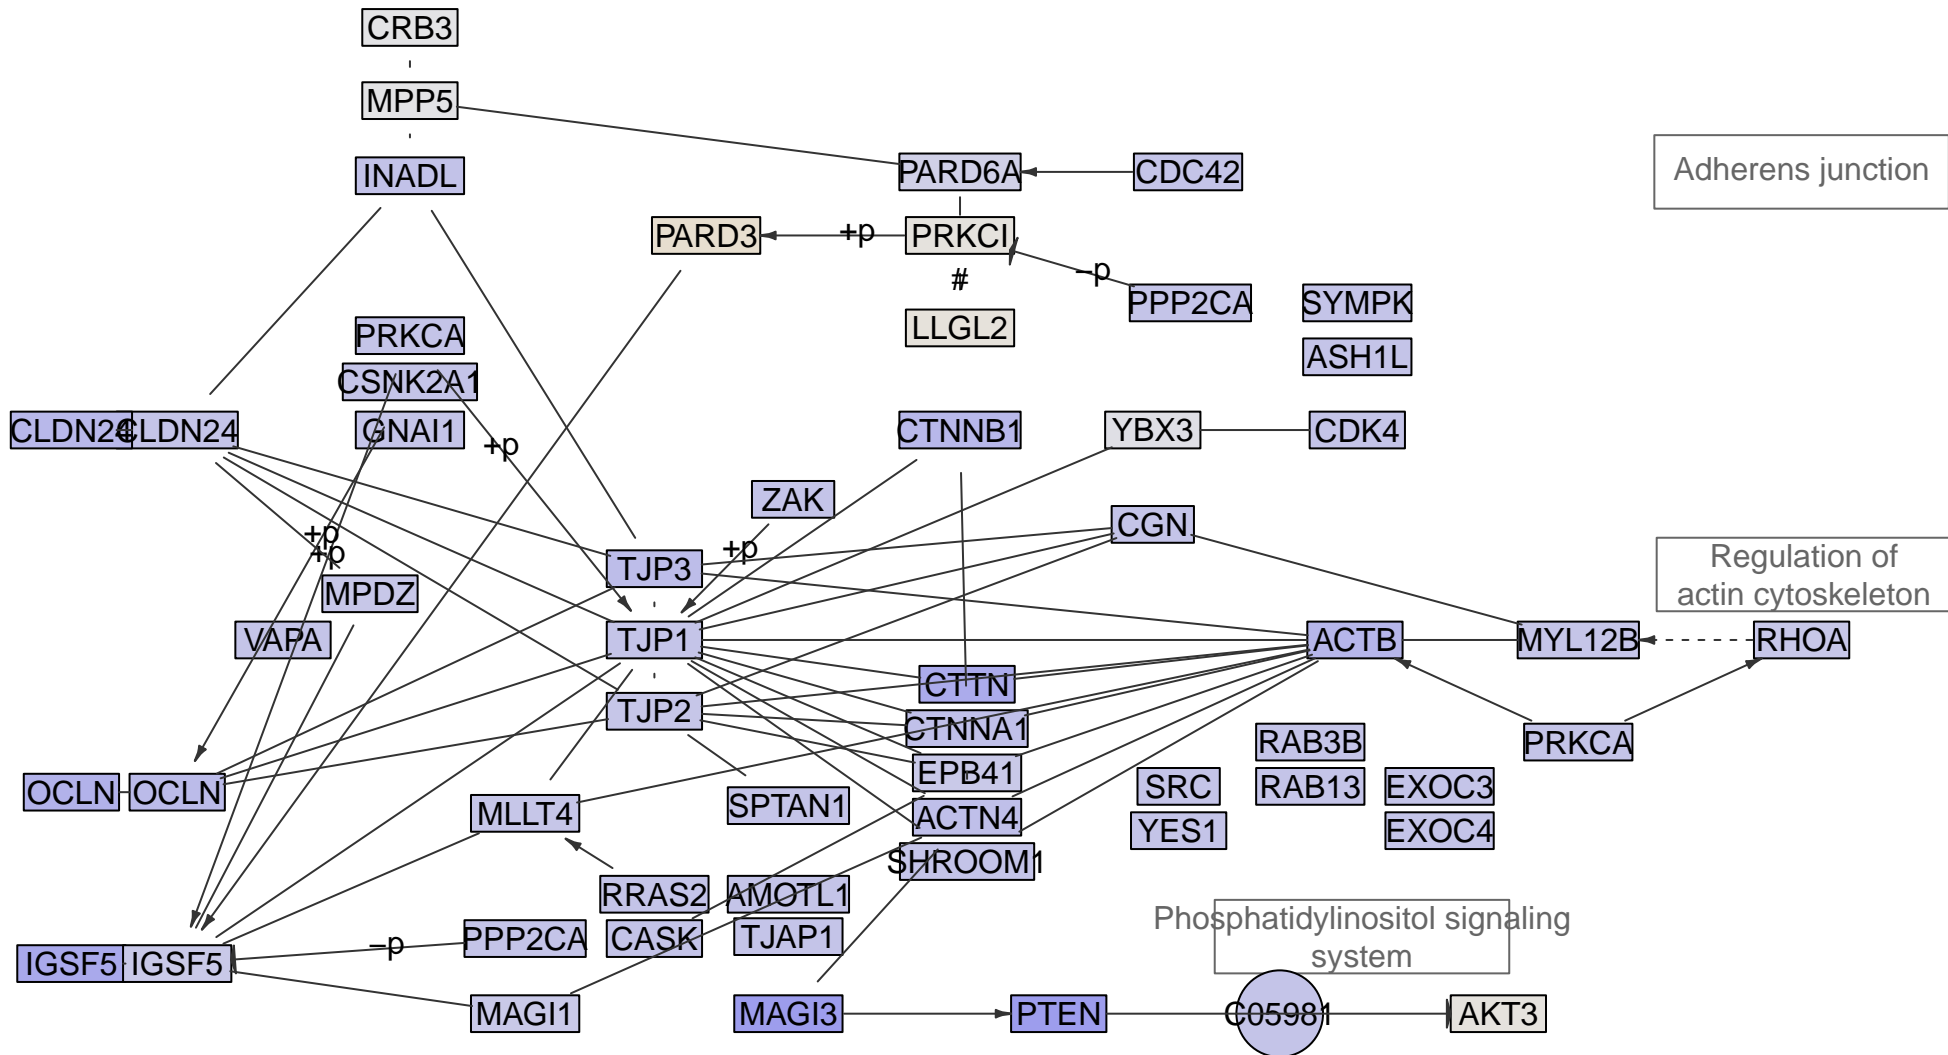 CRB3
MPP5
INADL
PARD6A
CDC42
Adherens junction
PARD3
+p
PRKCI
–p
#
PPP2CA
SYMPK
LLGL2
PRKCA
ASH1L
CSNK2A1
CLDN24
CLDN24
GNAI1
+p
CTNNB1
YBX3
CDK4
ZAK
CGN
+p
+p
+p
TJP3
Regulation of
actin cytoskeleton
MPDZ
VAPA
TJP1
ACTB
MYL12B
RHOA
CTTN
TJP2
CTNNA1
RAB3B
PRKCA
EPB41
OCLN
OCLN
SRC
RAB13
EXOC3
MLLT4
SPTAN1
ACTN4
YES1
EXOC4
SHROOM1
RRAS2
AMOTL1
Phosphatidylinositol signaling
system
–p
PPP2CA
CASK
TJAP1
IGSF5
IGSF5
MAGI1
MAGI3
PTEN
C05981
AKT3